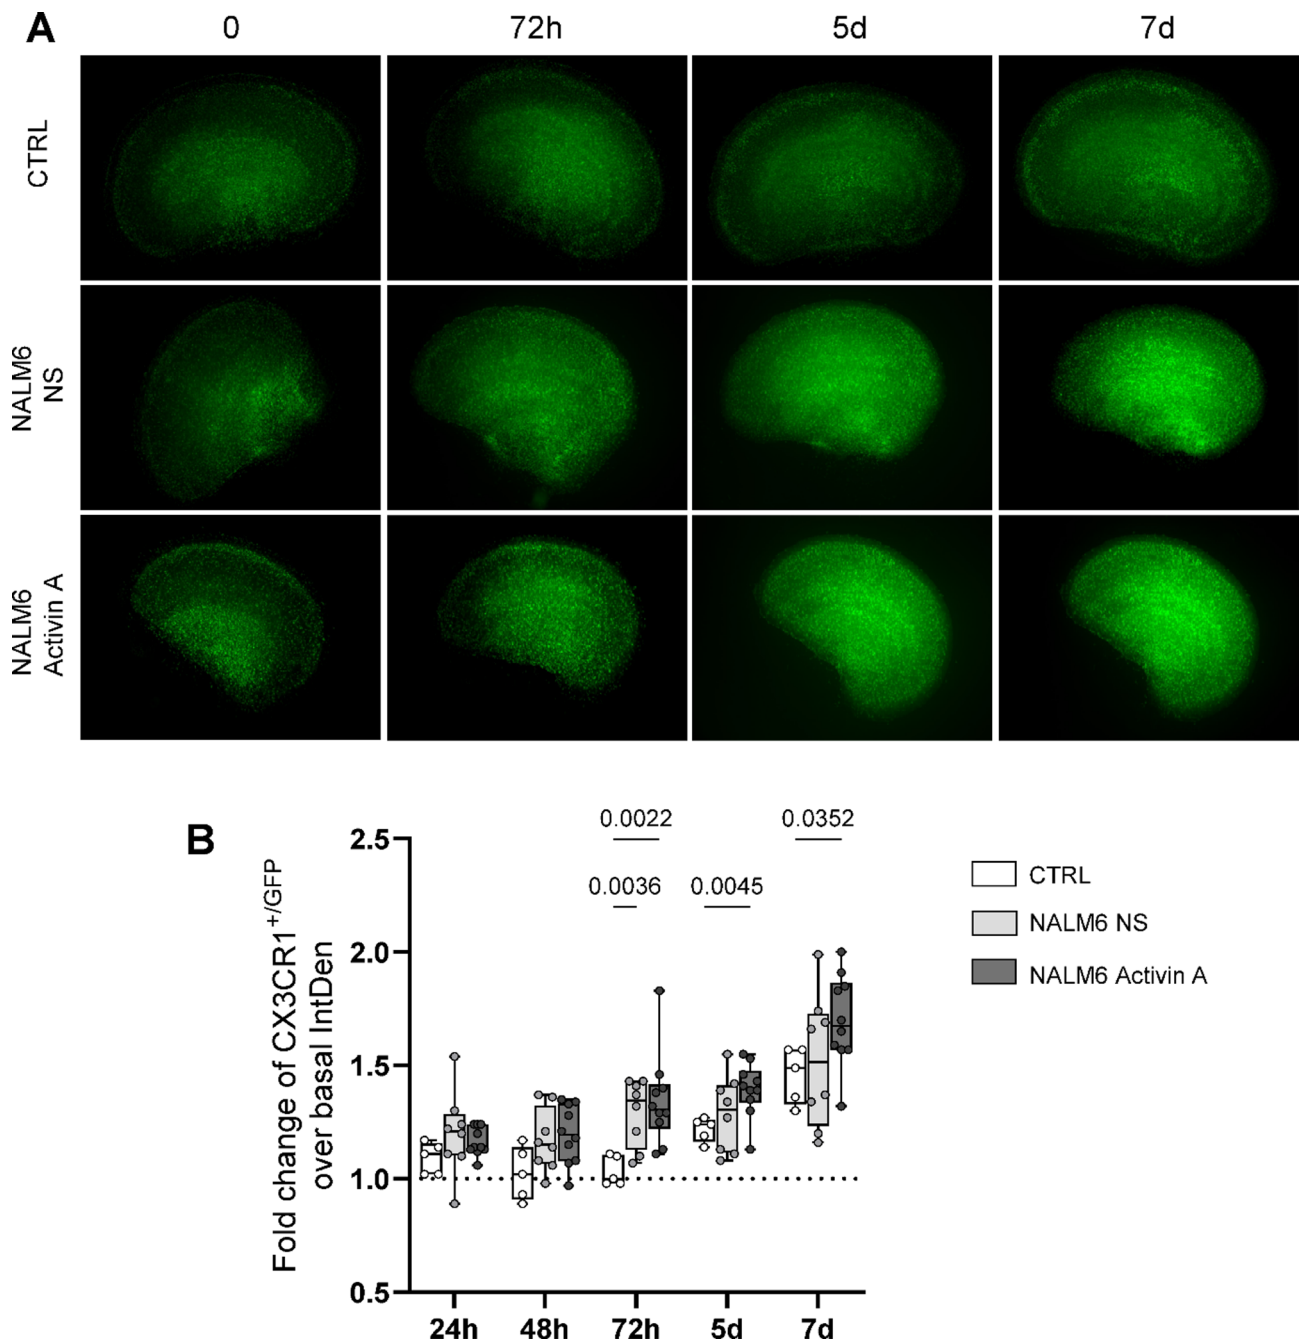 A
0 72h 5d 7d
CTRL
NALM6
NS
NALM6
Activin A
B
Fold change of CX3CR1+/GFP
over basal IntDen
2.5
2.0
1.5
1.0
0.5
0.0022
0.0036
0.0045
0.0352
24h 48h 72h 5d 7d
CTRL
NALM6 NS
NALM6 Activin A